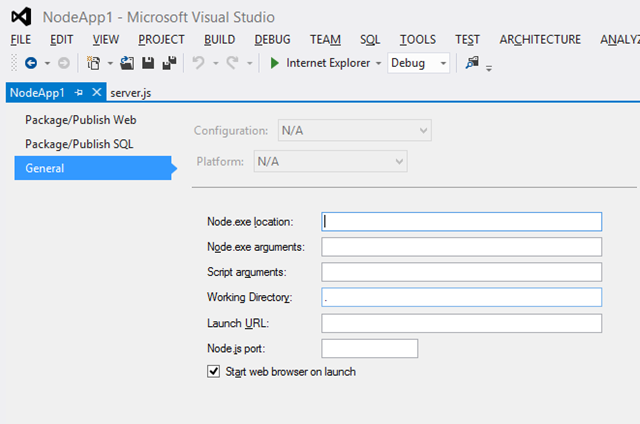 NodeApp1 - Microsoft Visual Studio
FILE EDIT VIEW PROJECT BUILD DEBUG TEAM SQL TOOLS TEST ARCHITECTURE ANALYZ
Internet Explorer Debug
NodeApp1 server.js
Package/Publish Web
Package/Publish SQL
General
Configuration: N/A
Platform: N/A
Node.exe location:
Node.exe arguments:
Script arguments:
Working Directory: .
Launch URL:
Node.js port:
Start web browser on launch